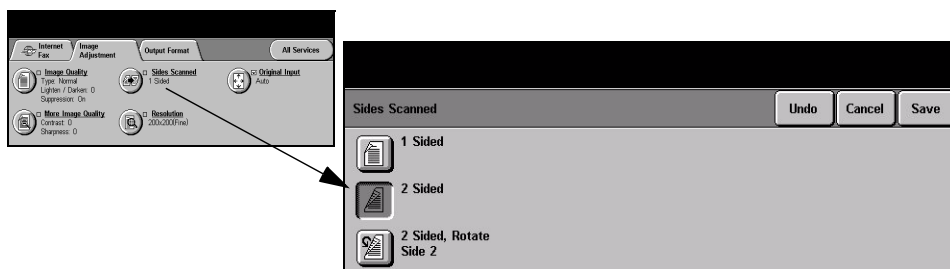 Internet Fax
Image Adjustment
Output Format
All Services
Image Quality
Type: Normal
Lighten / Darken: 0
Suppression: On
Sides Scanned
1 Sided
Original Input
Auto
More Image Quality
Contrast: 0
Sharpness: 0
Resolution
200x200(Fine)
Sides Scanned
Undo
Cancel
Save
1 Sided
2 Sided
2 Sided, Rotate
Side 2